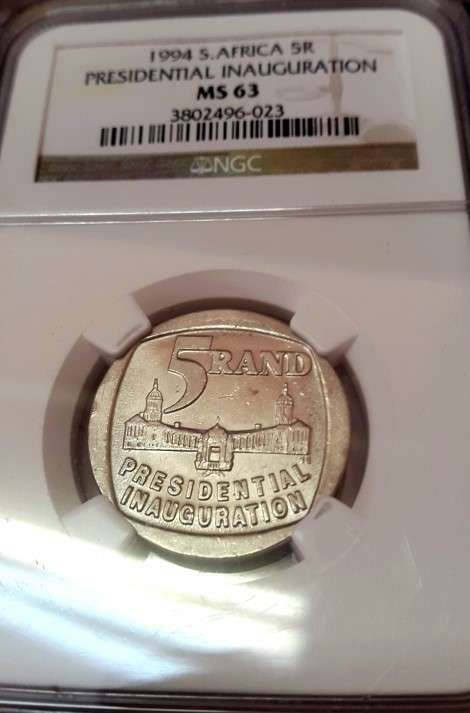 1994 S. AFRICA 5R
PRESIDENTIAL INAUGURATION
MS 63
3802496-023
NGC
5 RAND
PRESIDENTIAL
INAUGURATION